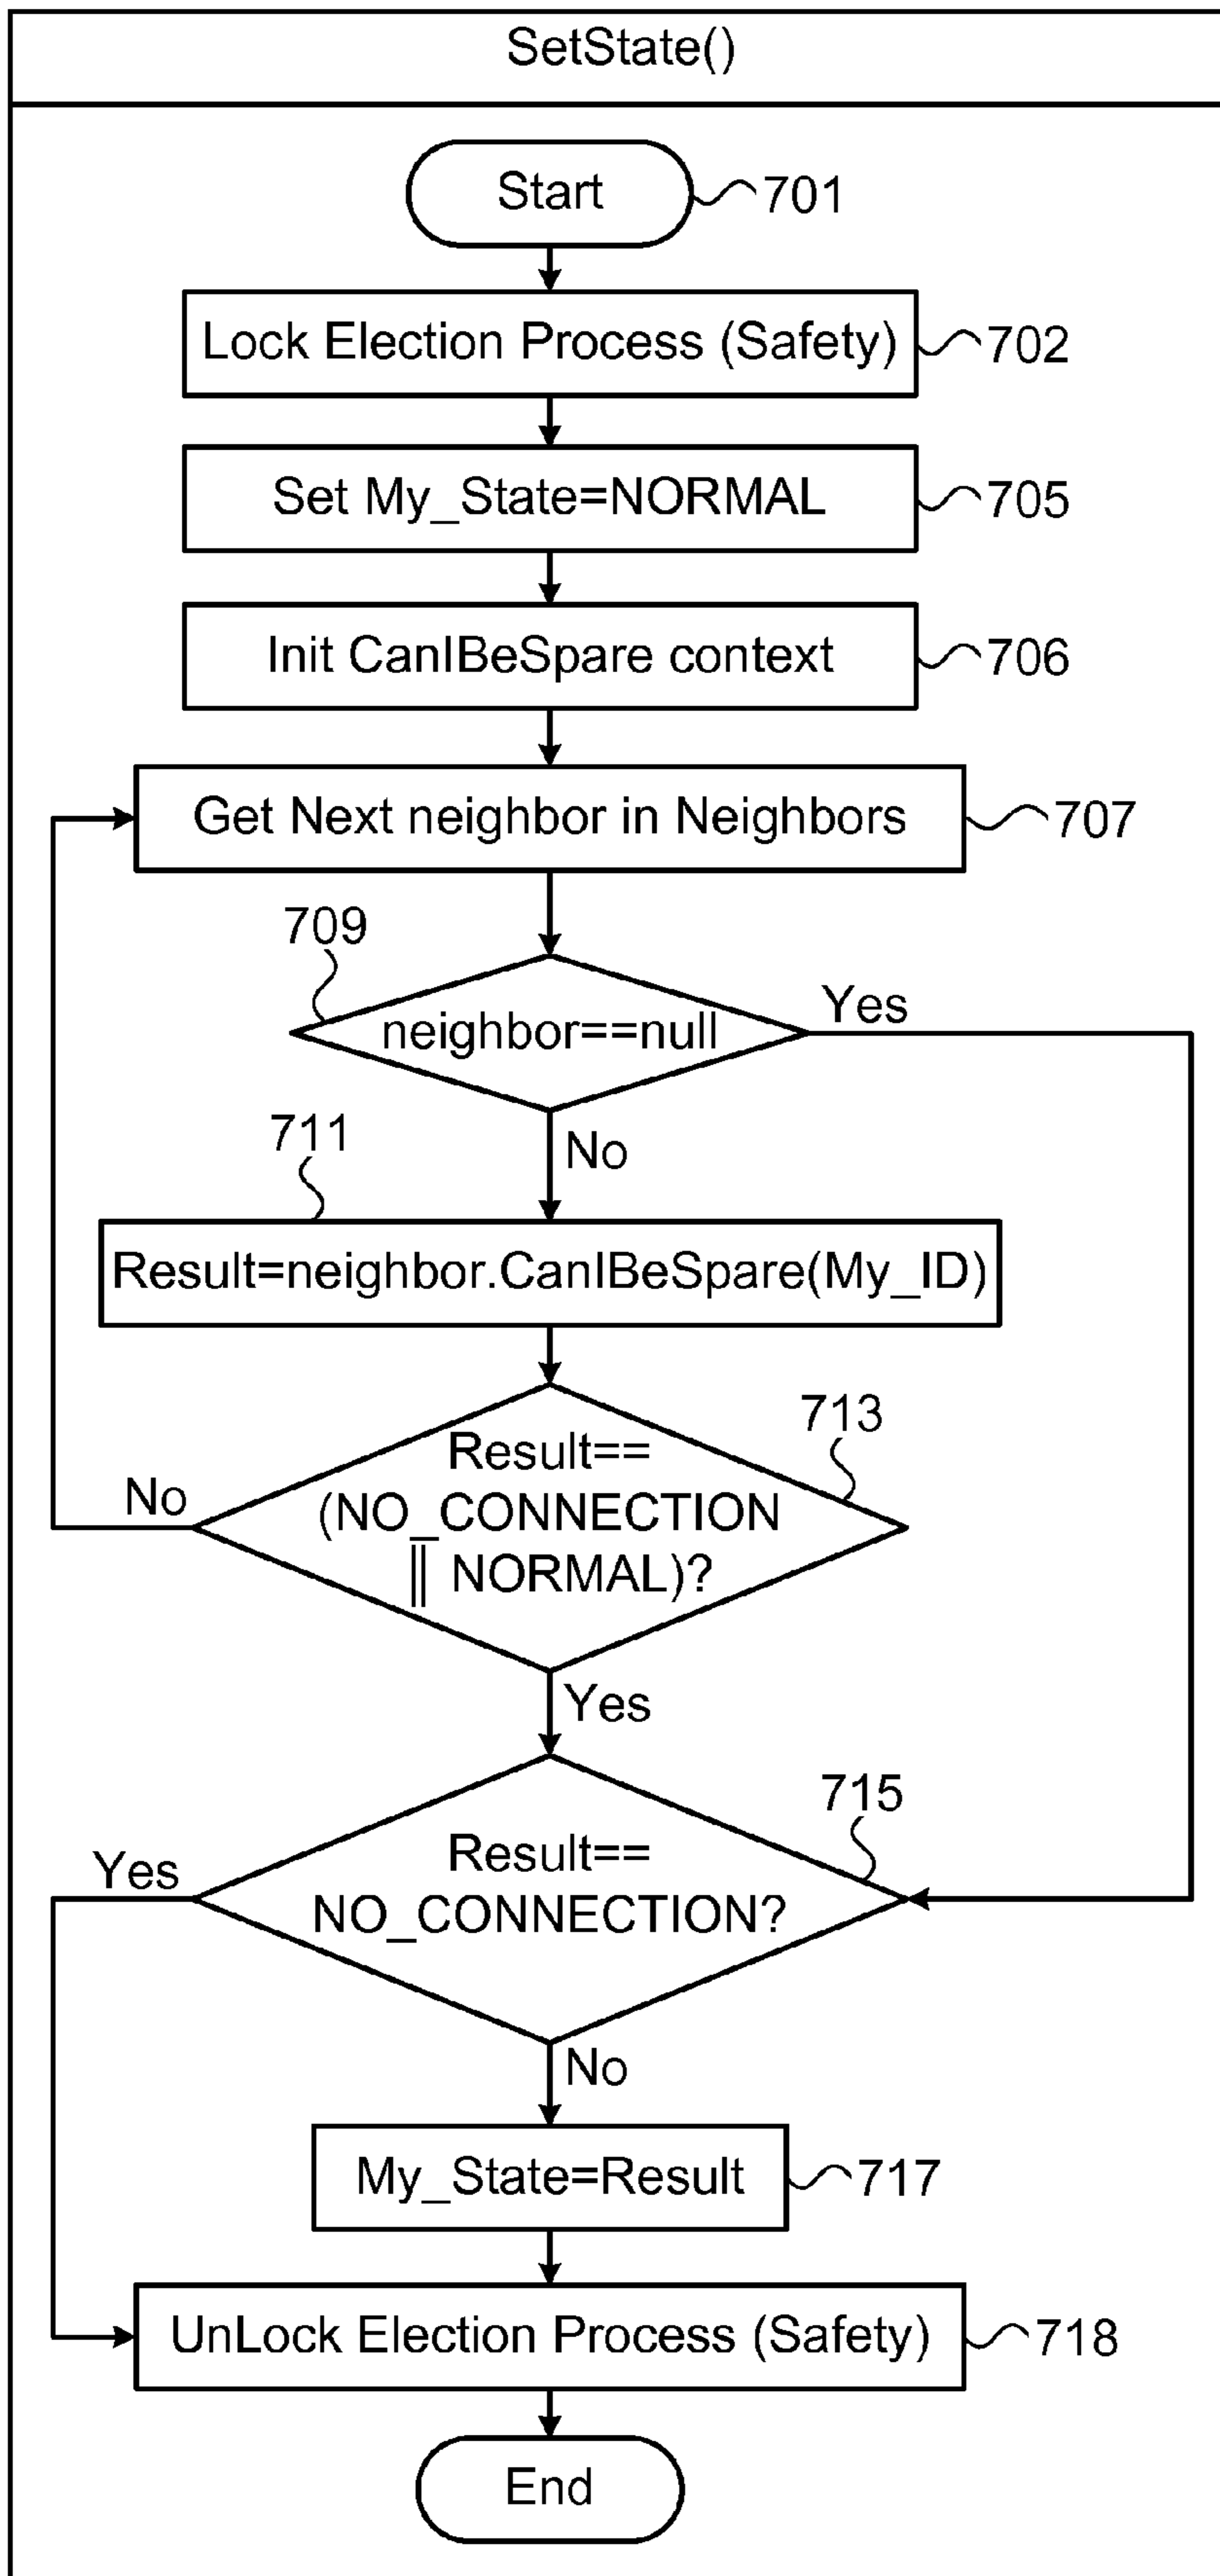 SetState()
Start
701
Lock Election Process (Safety)
702
Set My_State=NORMAL
705
Init CanIBeSpare context
706
Get Next neighbor in Neighbors
707
709
neighbor==null
Yes
No
711
Result=neighbor.CanIBeSpare(My_ID)
713
Result==
(NO_CONNECTION
|| NORMAL)?
No
Yes
715
Result==
NO_CONNECTION?
Yes
No
My_State=Result
717
UnLock Election Process (Safety)
718
End